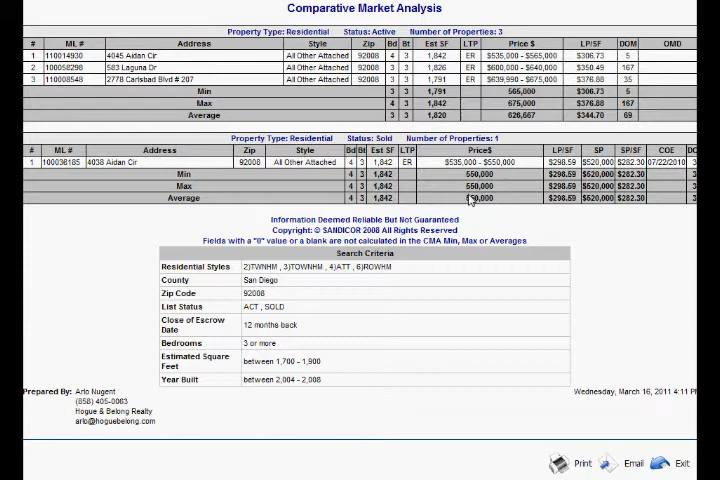 Comparative Market Analysis
Property Type: Residential Status: Active Number of Properties: 3
# ML # Address Style Zip Bd Bt Est SF LTP Price $ LP/SF DOM OMD
1 110014930 4045 Aidan Cir All Other Attached 92008 4 3 1,842 ER $535,000 - $565,000 $306.73 5
2 100058298 583 Laguna Dr All Other Attached 92008 3 3 1,826 ER $600,000 - $640,000 $350.49 167
3 110008548 2778 Carlsbad Blvd # 207 All Other Attached 92008 3 3 1,791 ER $639,990 - $675,000 $376.88 35
Min 3 3 1,791 565,000 $306.73 5
Max 4 3 1,842 675,000 $376.88 167
Average 3 3 1,820 626,667 $344.70 69
Property Type: Residential Status: Sold Number of Properties: 1
# ML # Address Zip Style Bd Bt Est SF LTP Price$ LP/SF SP SP/SF COE
1 100036185 4038 Aidan Cir 92008 All Other Attached 4 3 1,842 ER $535,000 - $550,000 $298.59 $520,000 $282.30 07/22/2010
Min 4 3 1,842 550,000 $298.59 $520,000 $282.30
Max 4 3 1,842 550,000 $298.59 $520,000 $282.30
Average 4 3 1,842 550,000 $298.59 $520,000 $282.30
Information Deemed Reliable But Not Guaranteed
Copyright: © SANDICOR 2008 All Rights Reserved
Fields with a "0" value or a blank are not calculated in the CMA Min, Max or Averages
Search Criteria
Residential Styles 2)TWNHM , 3)TOWNHM , 4)ATT , 6)ROWHM
County San Diego
Zip Code 92008
List Status ACT , SOLD
Close of Escrow Date 12 months back
Bedrooms 3 or more
Estimated Square Feet between 1,700 - 1,900
Year Built between 2,004 - 2,008
Prepared By: Arlo Nugent Wednesday, March 16, 2011 4:11 P
(858) 405-0063
Hogue & Belong Realty
arlo@hoguebelong.com
Print Email Exit